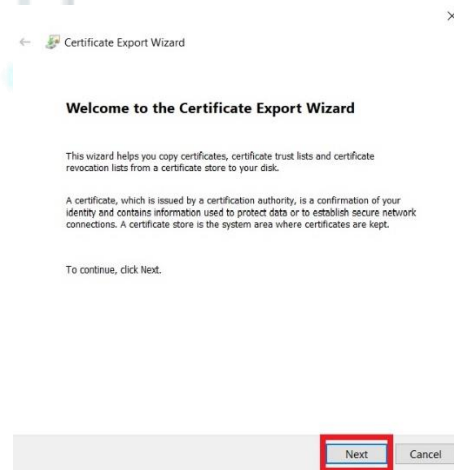 Certificate Export Wizard
Welcome to the Certificate Export Wizard
This wizard helps you copy certificates, certificate trust lists and certificate
revocation lists from a certificate store to your disk.
A certificate, which is issued by a certification authority, is a confirmation of your
identity and contains information used to protect data or to establish secure network
connections. A certificate store is the system area where certificates are kept.
To continue, click Next.
Next Cancel